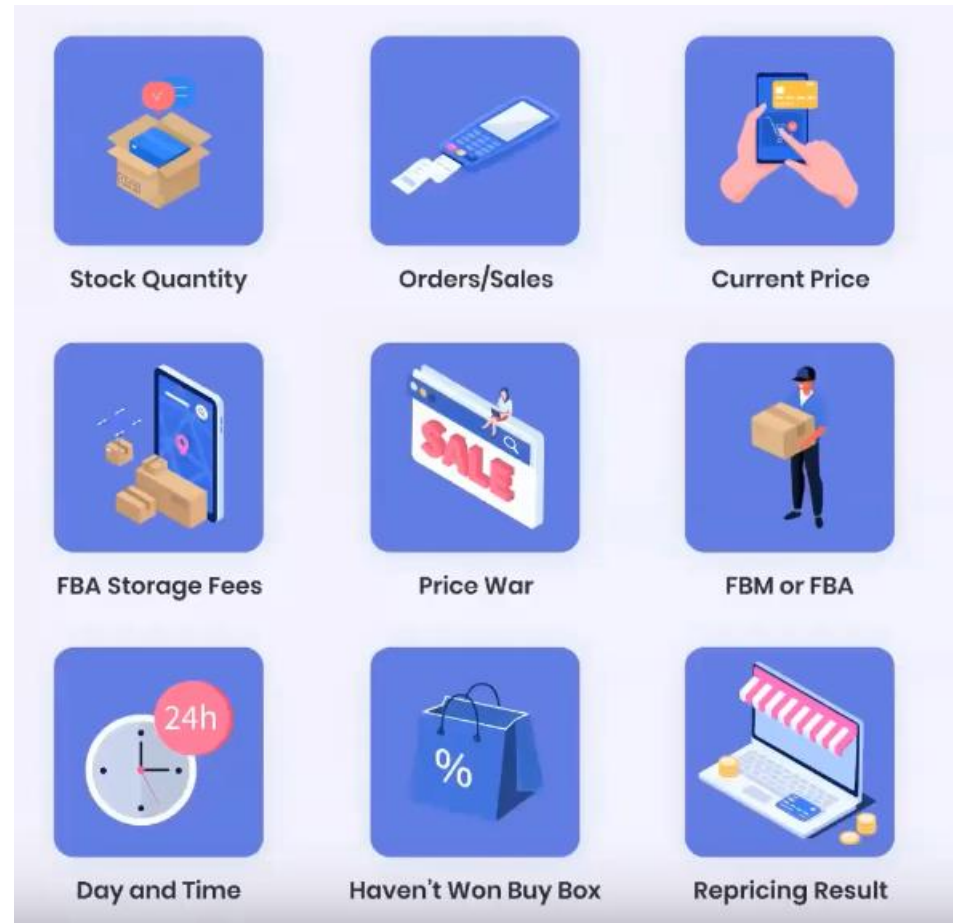 Stock Quantity
Orders/Sales
Current Price
FBA Storage Fees
SALE
Price War
FBM or FBA
24h
Day and Time
%
Haven't Won Buy Box
Repricing Result